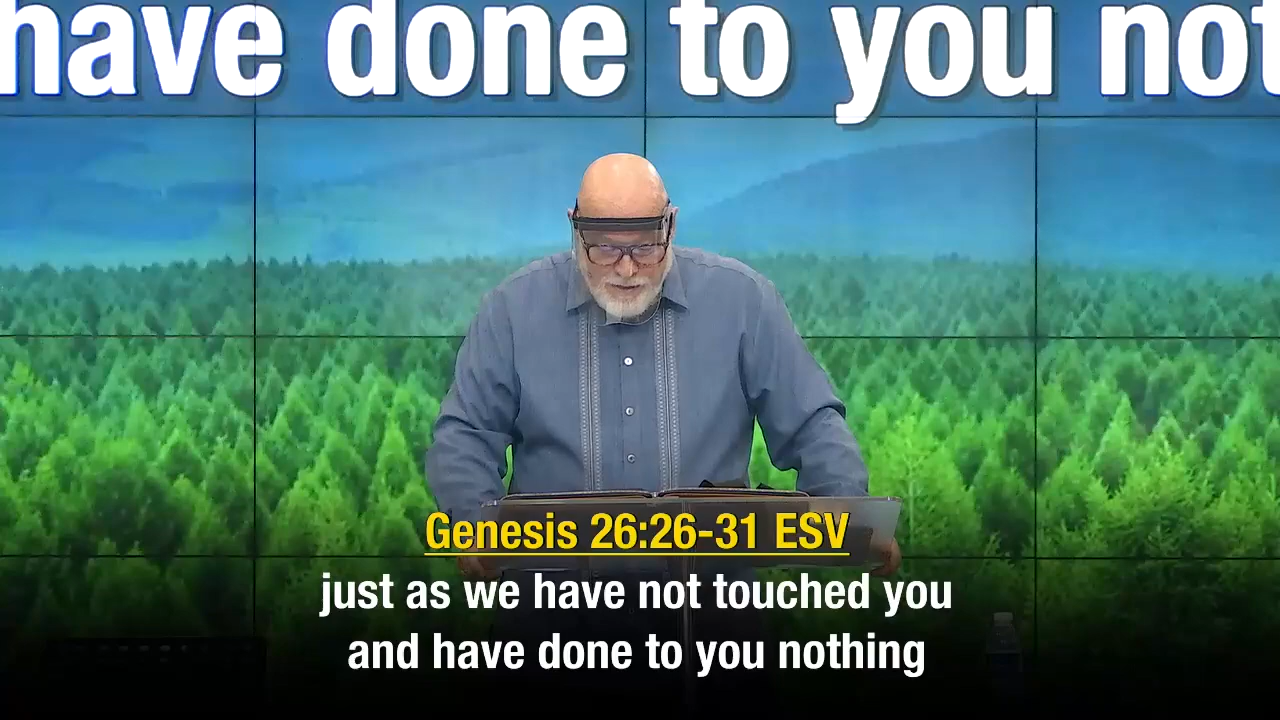 have done to you not
Genesis 26:26-31 ESV
just as we have not touched you
and have done to you nothing